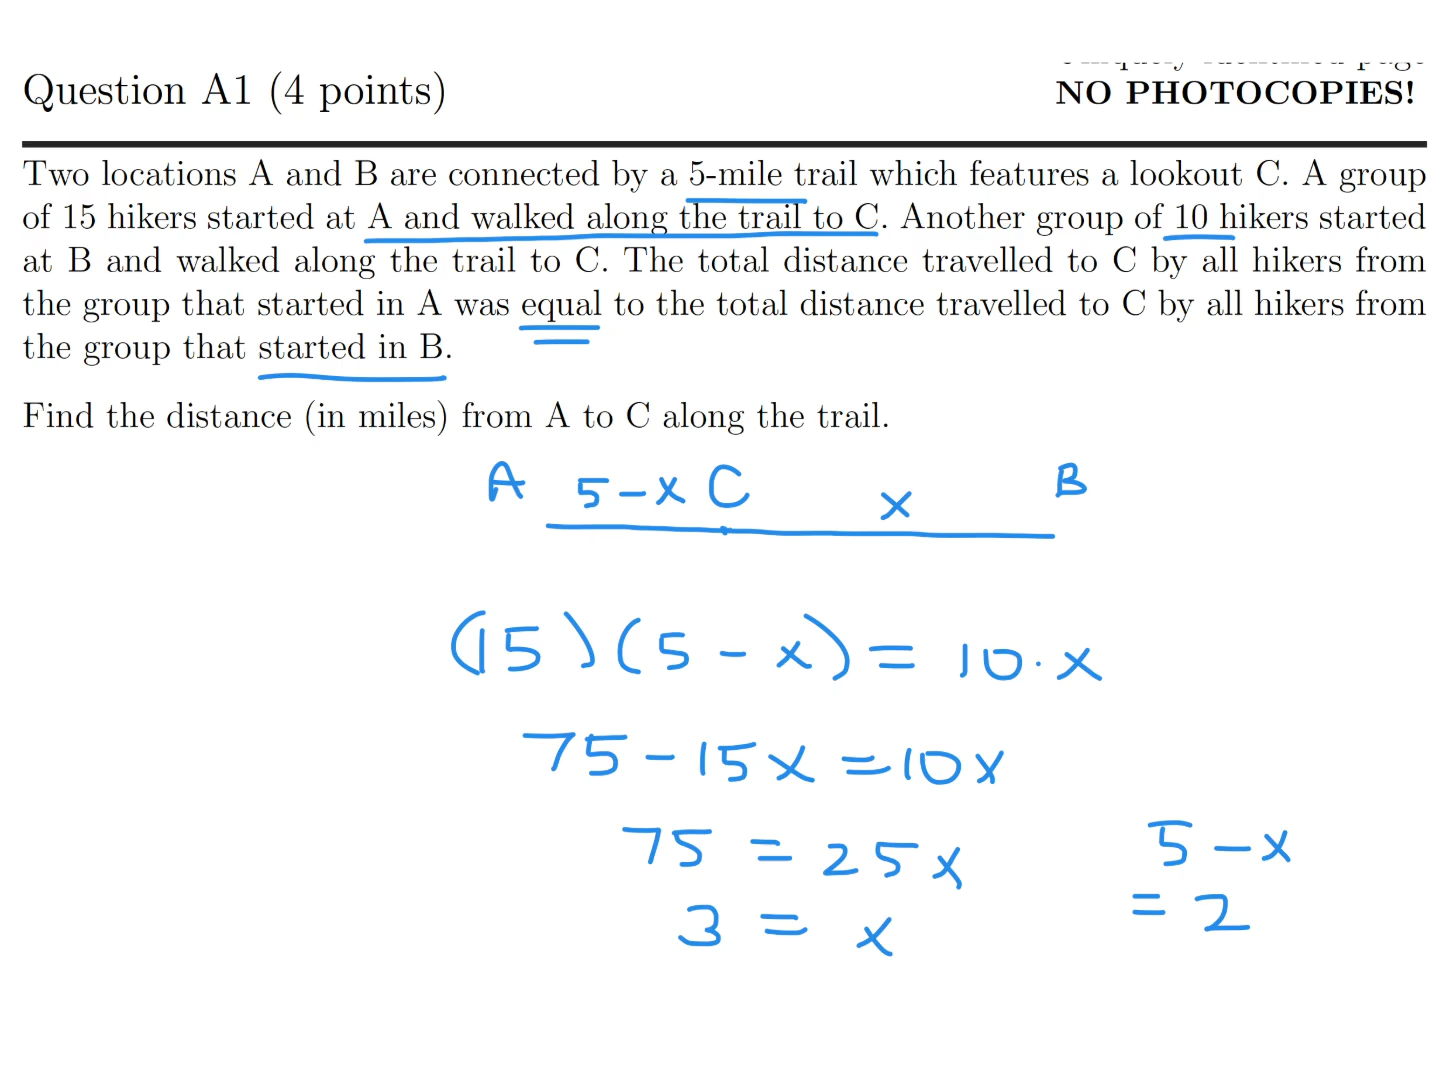 Question A1 (4 points)
NO PHOTOCOPIES!
Two locations A and B are connected by a 5-mile trail which features a lookout C. A group
of 15 hikers started at A and walked along the trail to C. Another group of 10 hikers started
at B and walked along the trail to C. The total distance travelled to C by all hikers from
the group that started in A was equal to the total distance travelled to C by all hikers from
the group that started in B.
Find the distance (in miles) from A to C along the trail.
A 5-x C x B
(15)(5-x)=10·x
75-15x=10x
75=25x
3=x
5-x
=2